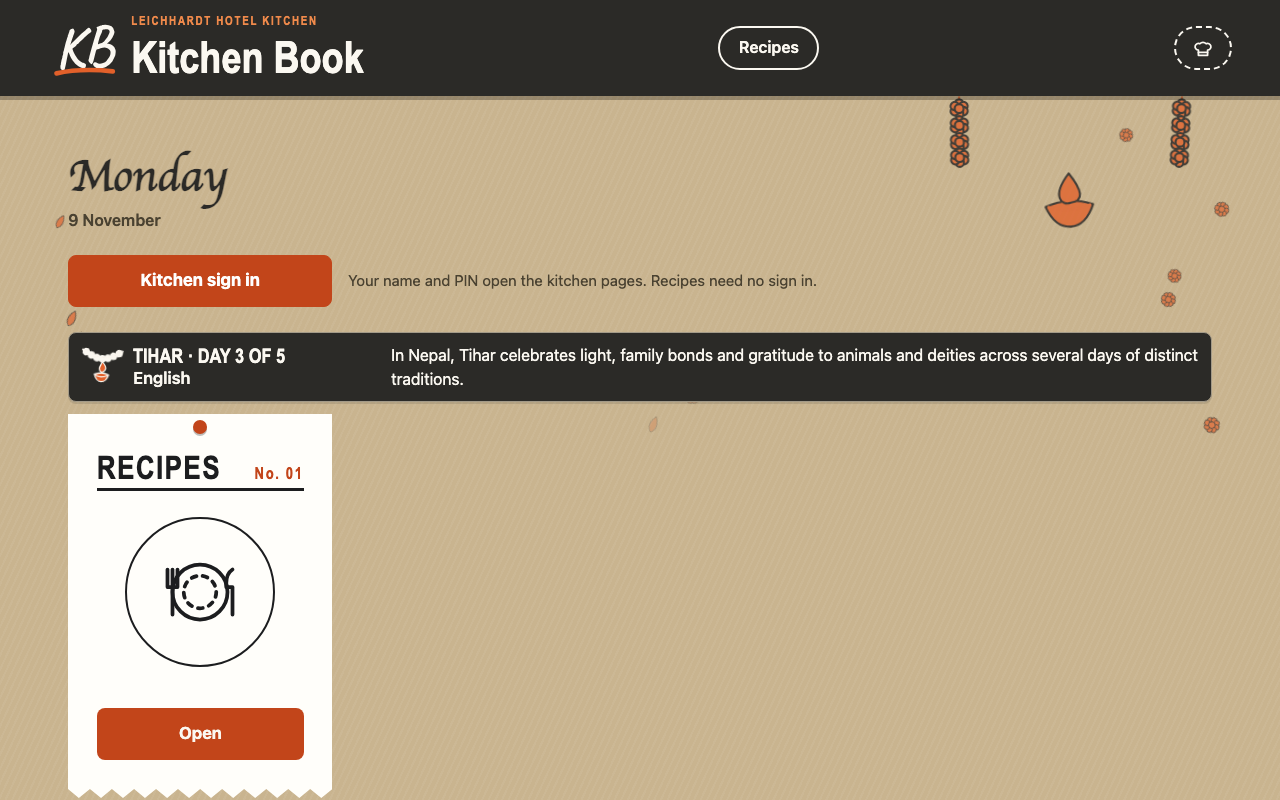 KB
LEICHHARDT HOTEL KITCHEN
Kitchen Book
Recipes
Monday
9 November
Kitchen sign in
Your name and PIN open the kitchen pages. Recipes need no sign in.
TIHAR · DAY 3 OF 5
English
In Nepal, Tihar celebrates light, family bonds and gratitude to animals and deities across several days of distinct
traditions.
RECIPES
No. 01
Open